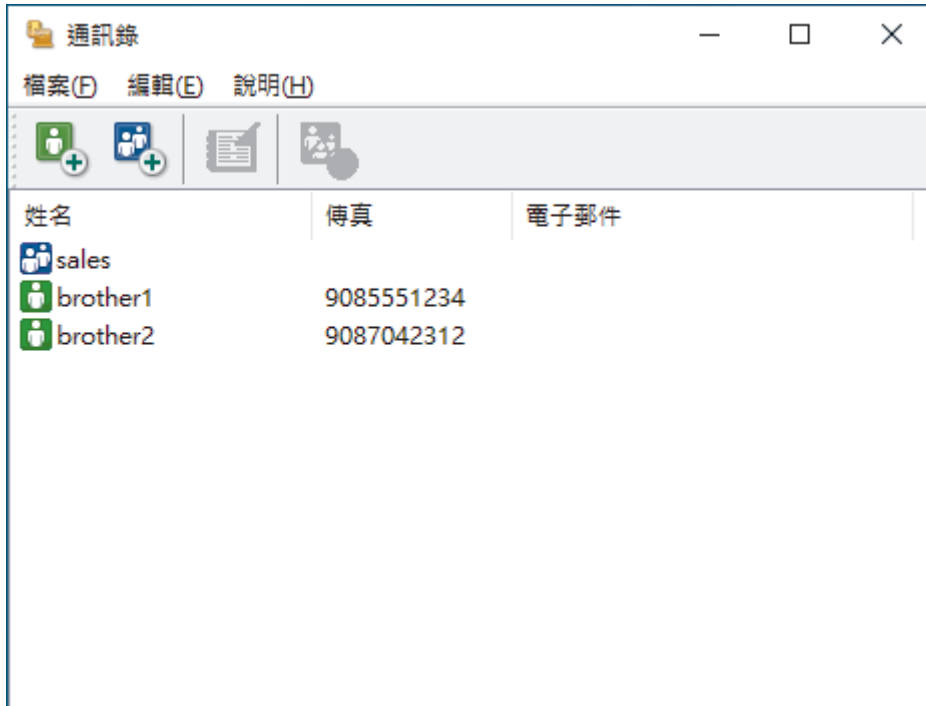 通訊錄
檔案(F) 編輯(E) 說明(H)
姓名 傳真 電子郵件
sales
brother1 9085551234
brother2 9087042312